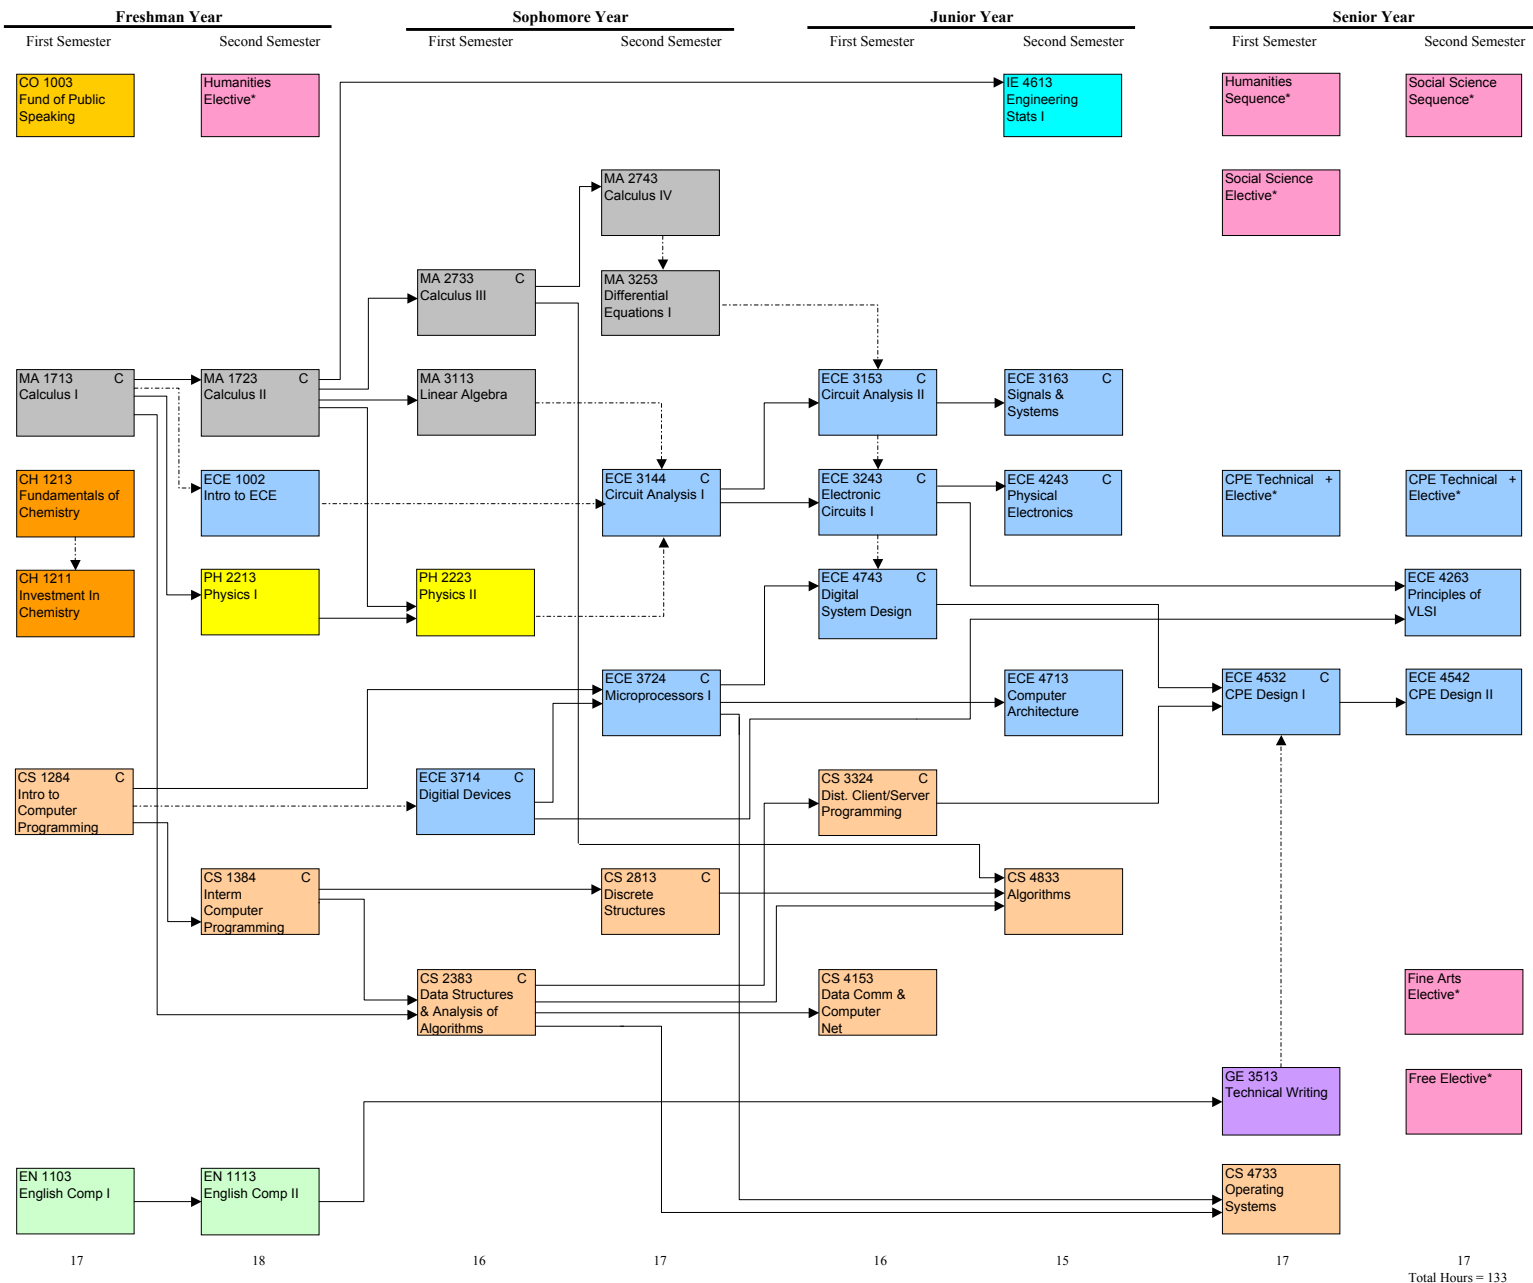 Freshman Year
Sophomore Year
Junior Year
Senior Year
First Semester
Second Semester
First Semester
Second Semester
First Semester
Second Semester
First Semester
Second Semester
CO 1003
Fund of Public
Speaking
Humanities
Elective*
IE 4613
Engineering
Stats I
Humanities
Sequence*
Social Science
Sequence*
MA 2743
Calculus IV
Social Science
Elective*
MA 2733 C
Calculus III
MA 3253
Differential
Equations I
MA 1713 C
Calculus I
MA 1723 C
Calculus II
MA 3113
Linear Algebra
ECE 3153 C
Circuit Analysis II
ECE 3163 C
Signals &
Systems
CH 1213
Fundamentals of
Chemistry
ECE 1002
Intro to ECE
ECE 3144 C
Circuit Analysis I
ECE 3243 C
Electronic
Circuits I
ECE 4243 C
Physical
Electronics
CPE Technical +
Elective*
CPE Technical +
Elective*
CH 1211
Investment In
Chemistry
PH 2213
Physics I
PH 2223
Physics II
ECE 4743 C
Digital
System Design
ECE 4263
Principles of
VLSI
ECE 3724 C
Microprocessors I
ECE 4713
Computer
Architecture
ECE 4532 C
CPE Design I
ECE 4542
CPE Design II
CS 1284 C
Intro to
Computer
Programming
ECE 3714 C
Digitial Devices
CS 3324 C
Dist. Client/Server
Programming
CS 1384 C
Interm
Computer
Programming
CS 2813 C
Discrete
Structures
CS 4833
Algorithms
CS 2383 C
Data Structures
& Analysis of
Algorithms
CS 4153
Data Comm &
Computer
Net
Fine Arts
Elective*
GE 3513
Technical Writing
Free Elective*
EN 1103
English Comp I
EN 1113
English Comp II
CS 4733
Operating
Systems
17
18
16
17
16
15
17
17
Total Hours = 133